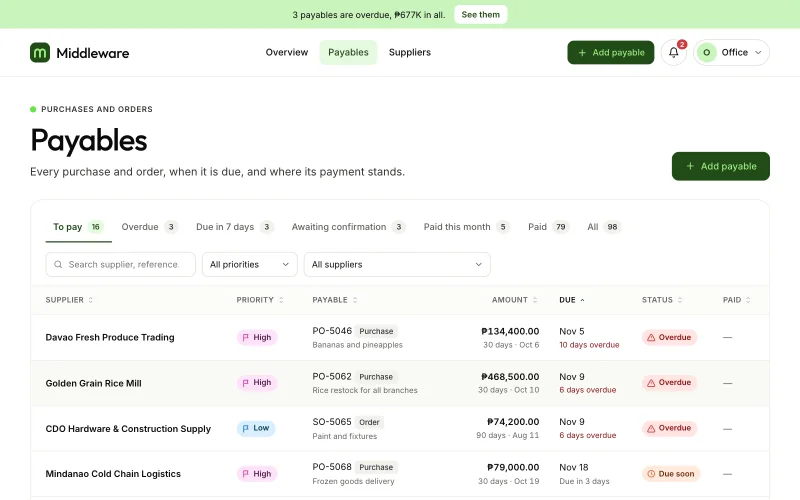 3 payables are overdue, ₱677K in all. See them
m Middleware Overview Payables Suppliers + Add payable 2 O Office
PURCHASES AND ORDERS
Payables
Every purchase and order, when it is due, and where its payment stands.
+ Add payable
To pay 16 Overdue 3 Due in 7 days 3 Awaiting confirmation 3 Paid this month 5 Paid 79 All 98
Search supplier, reference All priorities All suppliers
SUPPLIER PRIORITY PAYABLE AMOUNT DUE STATUS PAID
Davao Fresh Produce Trading High PO-5046 Purchase ₱134,400.00 Nov 5 Overdue —
Bananas and pineapples 30 days · Oct 6 10 days overdue
Golden Grain Rice Mill High PO-5062 Purchase ₱468,500.00 Nov 9 Overdue —
Rice restock for all branches 30 days · Oct 10 6 days overdue
CDO Hardware & Construction Supply Low SO-5065 Order ₱74,200.00 Nov 9 Overdue —
Paint and fixtures 90 days · Aug 11 6 days overdue
Mindanao Cold Chain Logistics High PO-5068 Purchase ₱79,000.00 Nov 18 Due soon —
Frozen goods delivery 30 days · Oct 19 Due in 3 days